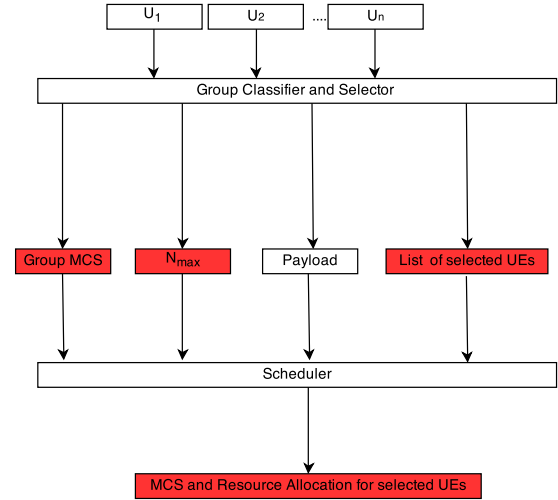 U1 U2 .... Un
Group Classifier and Selector
Group MCS Nmax Payload List of selected UEs
Scheduler
MCS and Resource Allocation for selected UEs